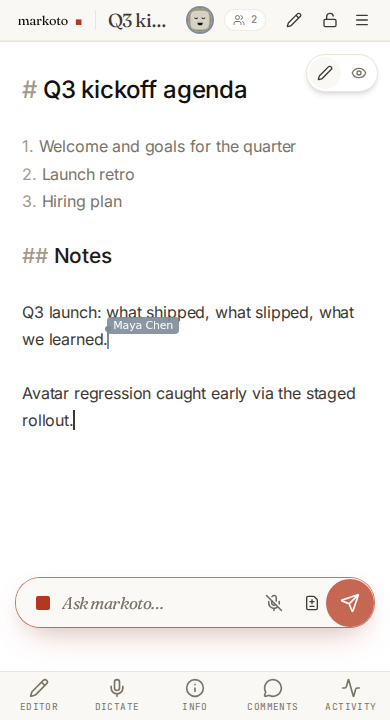 markoto
Q3 ki...
2
# Q3 kickoff agenda
1. Welcome and goals for the quarter
2. Launch retro
3. Hiring plan
## Notes
Q3 launch: what shipped, what slipped, what
Maya Chen
we learned.
Avatar regression caught early via the staged
rollout.
Ask markoto...
EDITOR
DICTATE
INFO
COMMENTS
ACTIVITY